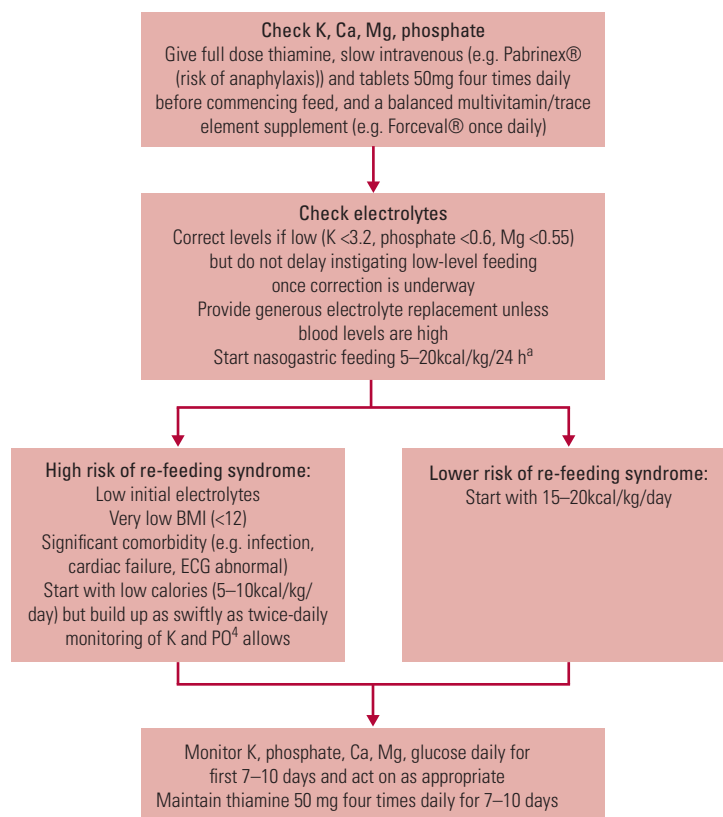 Check K, Ca, Mg, phosphate
Give full dose thiamine, slow intravenous (e.g. Pabrinex®
(risk of anaphylaxis)) and tablets 50mg four times daily
before commencing feed, and a balanced multivitamin/trace
element supplement (e.g. Forceval® once daily)
Check electrolytes
Correct levels if low (K <3.2, phosphate <0.6, Mg <0.55)
but do not delay instigating low-level feeding
once correction is underway
Provide generous electrolyte replacement unless
blood levels are high
Start nasogastric feeding 5–20kcal/kg/24 hᵃ
High risk of re-feeding syndrome:
Low initial electrolytes
Very low BMI (<12)
Significant comorbidity (e.g. infection,
cardiac failure, ECG abnormal)
Start with low calories (5–10kcal/kg/
day) but build up as swiftly as twice-daily
monitoring of K and PO⁴ allows
Lower risk of re-feeding syndrome:
Start with 15–20kcal/kg/day
Monitor K, phosphate, Ca, Mg, glucose daily for
first 7–10 days and act on as appropriate
Maintain thiamine 50 mg four times daily for 7–10 days